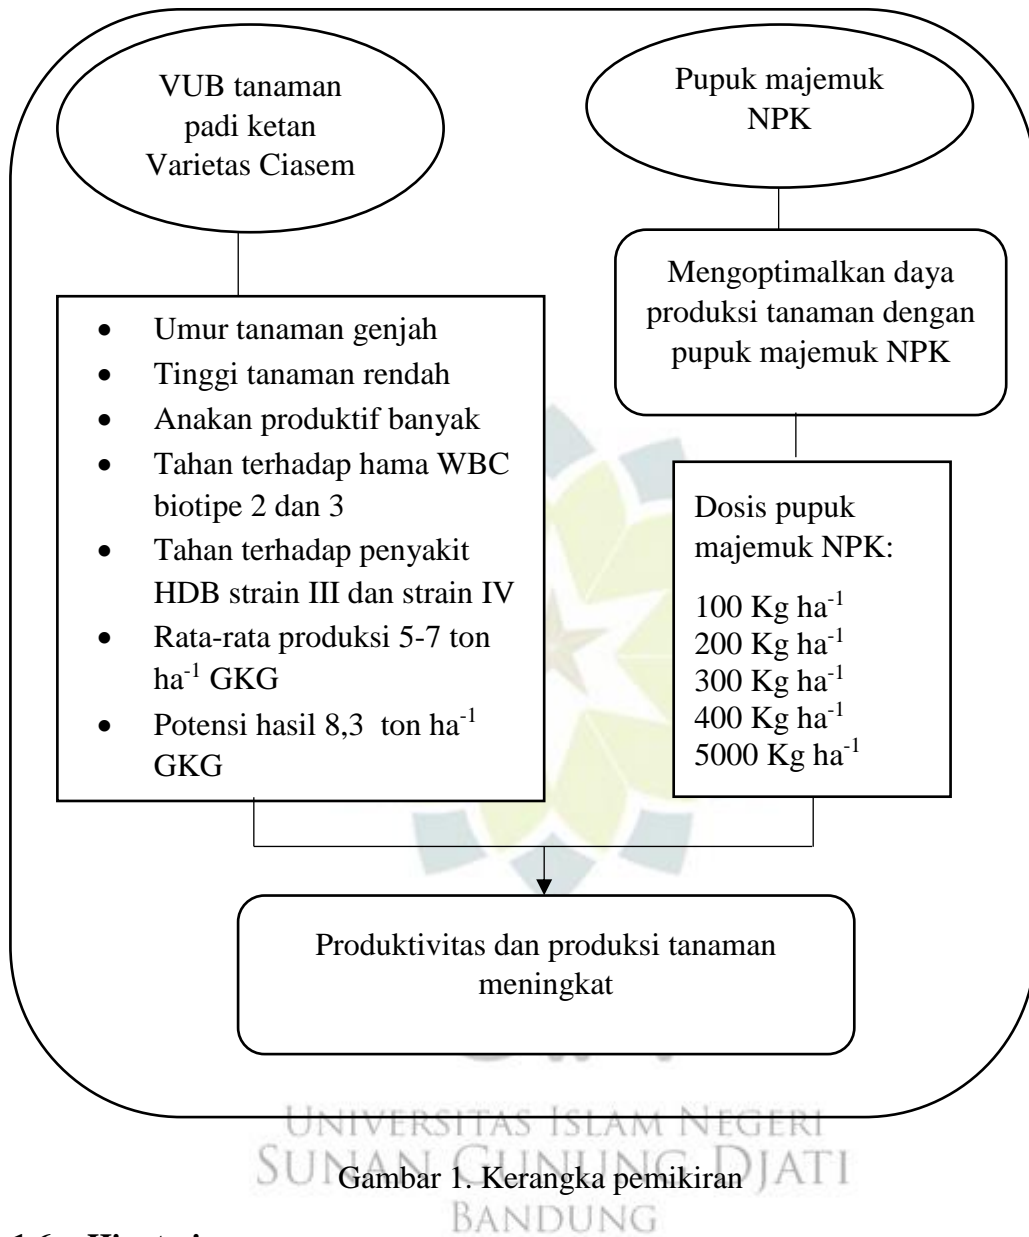 VUB tanaman
padi ketan
Varietas Ciasem
Pupuk majemuk
NPK
Mengoptimalkan daya
produksi tanaman dengan
pupuk majemuk NPK
• Umur tanaman genjah
• Tinggi tanaman rendah
• Anakan produktif banyak
• Tahan terhadap hama WBC
biotipe 2 dan 3
• Tahan terhadap penyakit
HDB strain III dan strain IV
• Rata-rata produksi 5-7 ton
ha⁻¹ GKG
• Potensi hasil 8,3 ton ha⁻¹
GKG
Dosis pupuk
majemuk NPK:
100 Kg ha⁻¹
200 Kg ha⁻¹
300 Kg ha⁻¹
400 Kg ha⁻¹
5000 Kg ha⁻¹
Produktivitas dan produksi tanaman
meningkat
UNIVERSITAS ISLAM NEGERI
SUNAN GUNUNG DJATI
BANDUNG
Gambar 1. Kerangka pemikiran